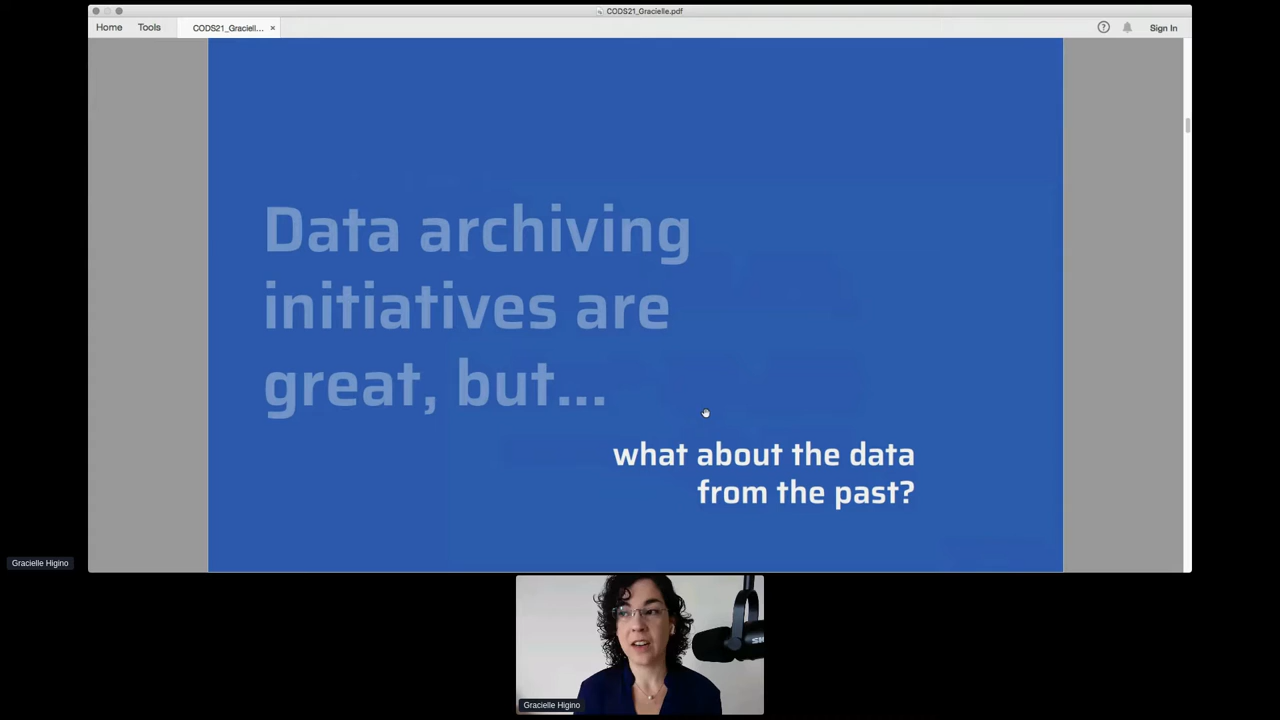 CODS21_Gracielle.pdf
Home Tools CODS21_Graciell... × Sign In
Data archiving
initiatives are
great, but...
what about the data
from the past?
Gracielle Higino
Gracielle Higino